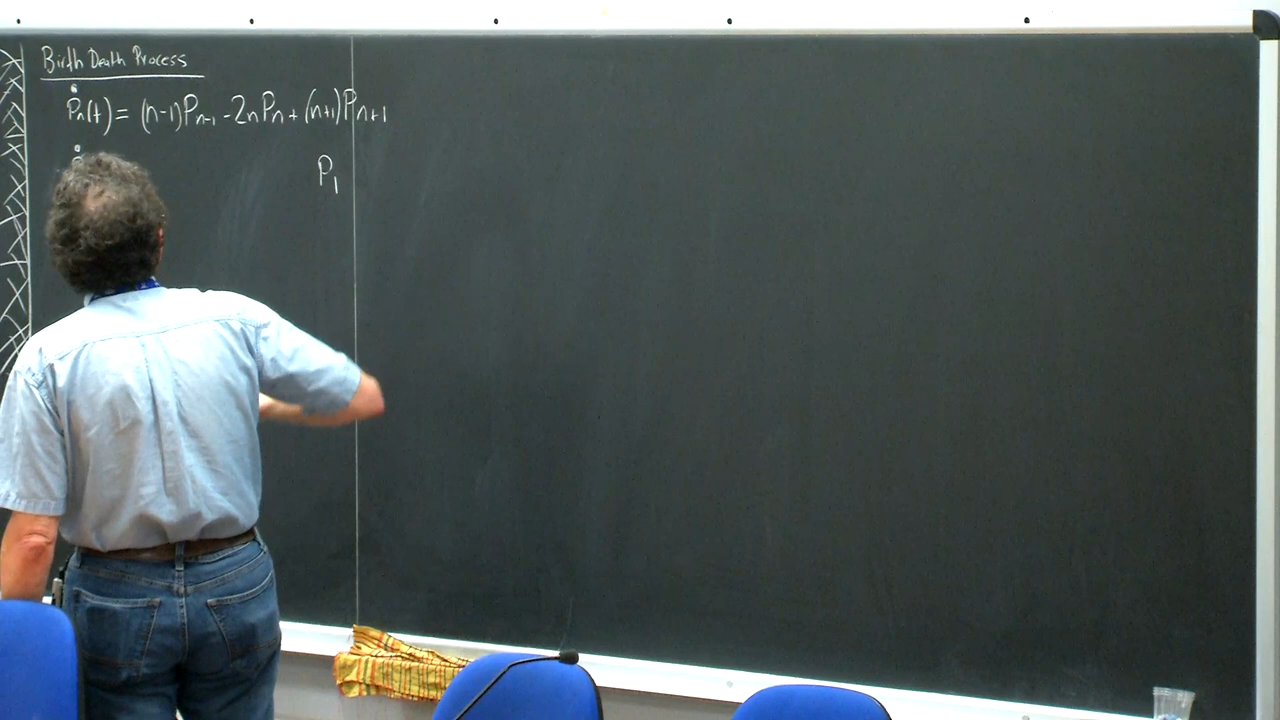 Birth Death Process
Ṗₙ(t) = (n-1)Pₙ₋₁ - 2nPₙ + (n+1)Pₙ₊₁
P₁